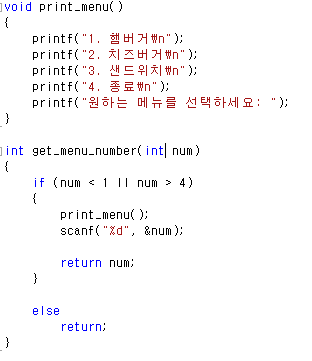 void print_menu()
{
    printf("1. 햄버거₩n");
    printf("2. 치즈버거₩n");
    printf("3. 샌드위치₩n");
    printf("4. 종료₩n");
    printf("원하는 메뉴를 선택하세요: ");
}
int get_menu_number(int num)
{
    if (num < 1 || num > 4)
    {
        print_menu();
        scanf("%d", &num);
        return num;
    }
    else
        return;
}